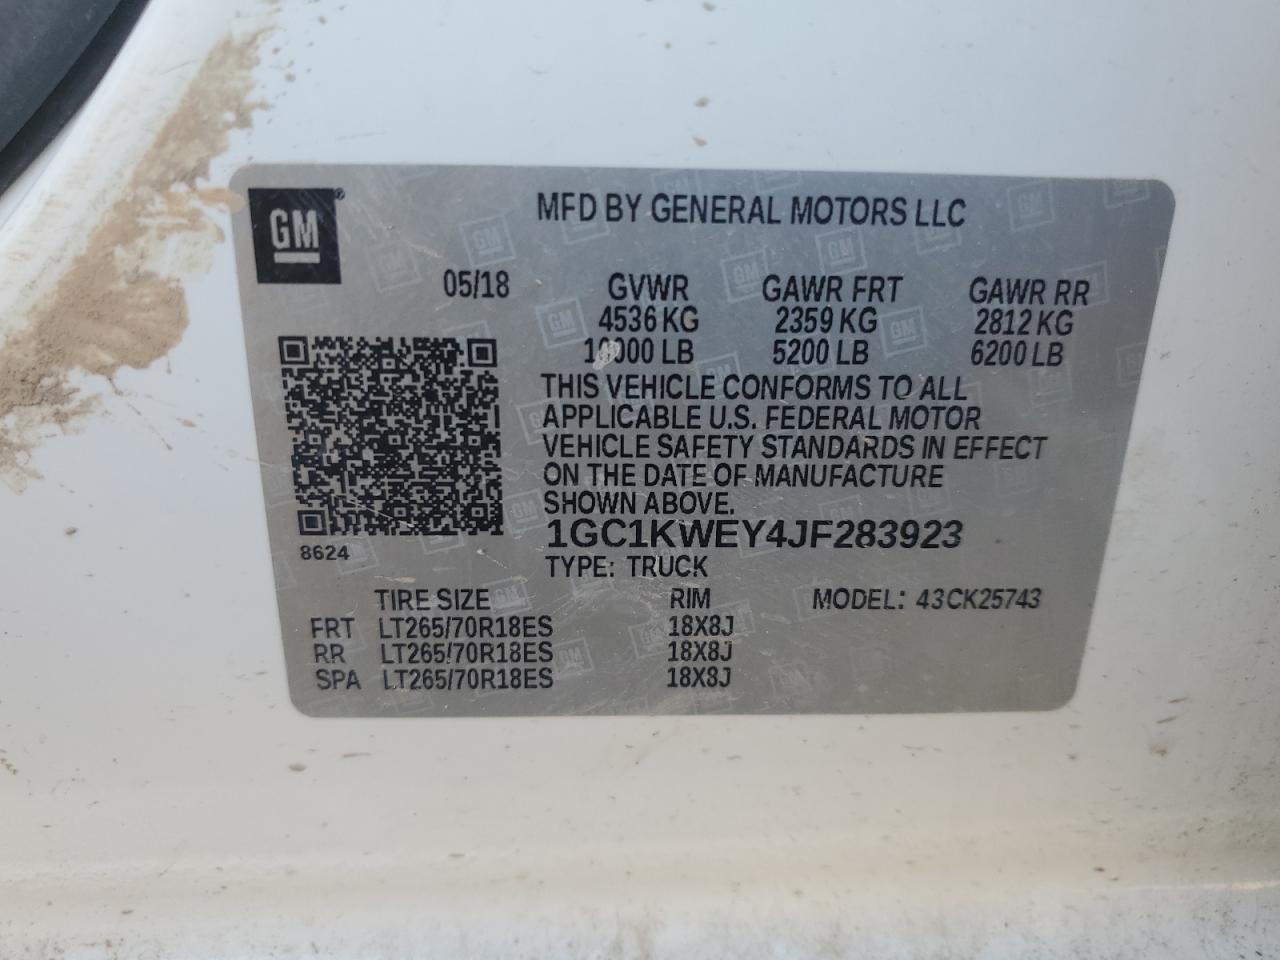 GM
MFD BY GENERAL MOTORS LLC
05/18 GVWR GAWR FRT GAWR RR
4536 KG 2359 KG 2812 KG
10000 LB 5200 LB 6200 LB
THIS VEHICLE CONFORMS TO ALL
APPLICABLE U.S. FEDERAL MOTOR
VEHICLE SAFETY STANDARDS IN EFFECT
ON THE DATE OF MANUFACTURE
SHOWN ABOVE.
1GC1KWEY4JF283923
8624
TYPE: TRUCK
TIRE SIZE RIM MODEL: 43CK25743
FRT LT265/70R18ES 18X8J
RR LT265/70R18ES 18X8J
SPA LT265/70R18ES 18X8J